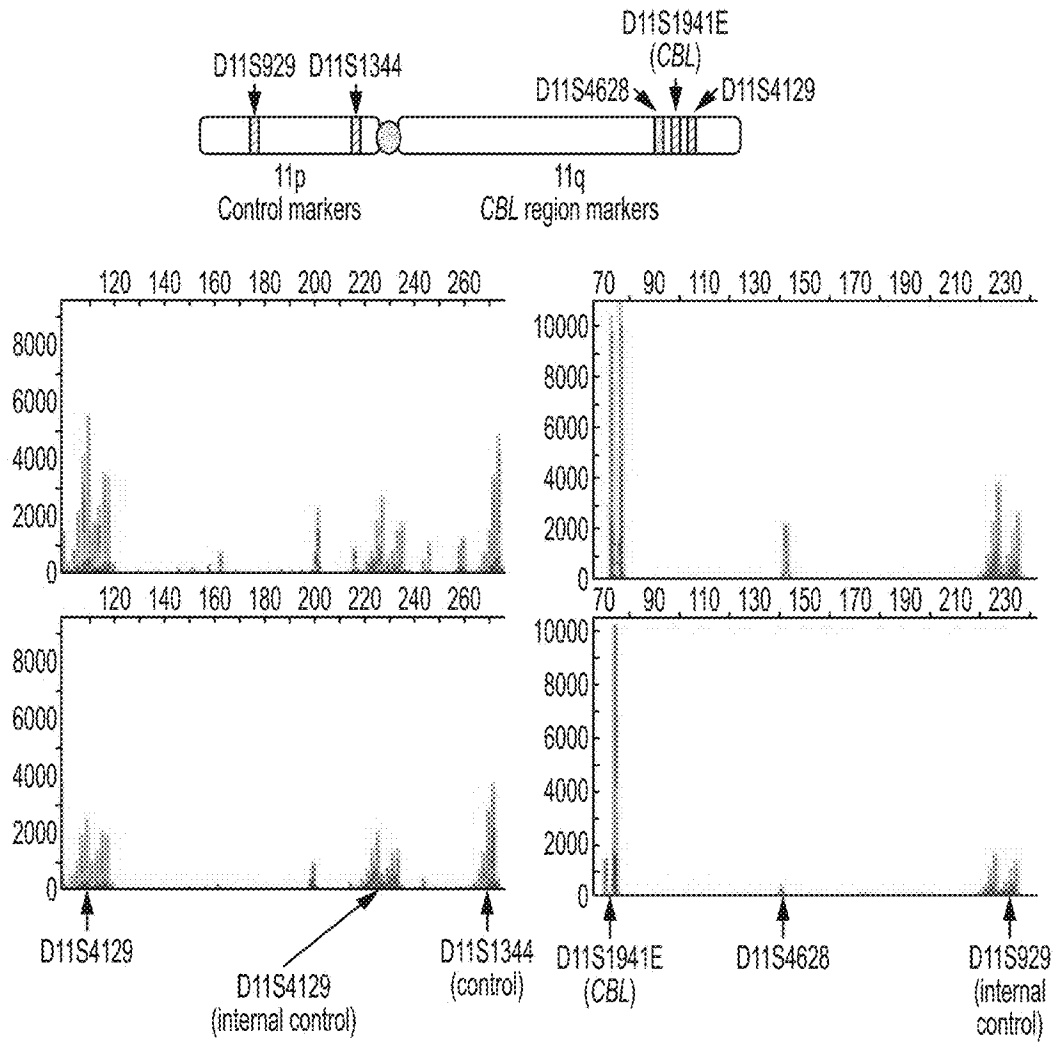 D11S1941E
(CBL)
D11S929 D11S1344
D11S4628 D11S4129
11p
Control markers
11q
CBL region markers
120 140 160 180 200 220 240 260
8000
6000
4000
2000
0
70 90 110 130 150 170 190 210 230
10000
8000
6000
4000
2000
0
120 140 160 180 200 220 240 260
8000
6000
4000
2000
0
70 90 110 130 150 170 190 210 230
10000
8000
6000
4000
2000
0
D11S4129
D11S4129
(internal control)
D11S1344
(control)
D11S1941E
(CBL)
D11S4628
D11S929
(internal
control)